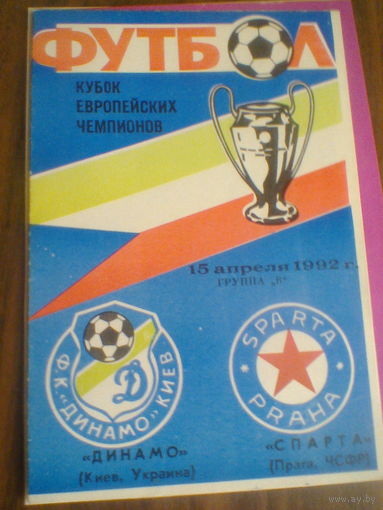 ФУТБОЛ
КУБОК
ЕВРОПЕЙСКИХ
ЧЕМПИОНОВ
15 апреля 1992 г.
ГРУППА „В“
ФК «ДИНАМО» КИЕВ
Д
SPARTA
PRAHA
«ДИНАМО»
(Киев, Украина)
«СПАРТА»
(Прага, ЧСФР)
www.ay.by